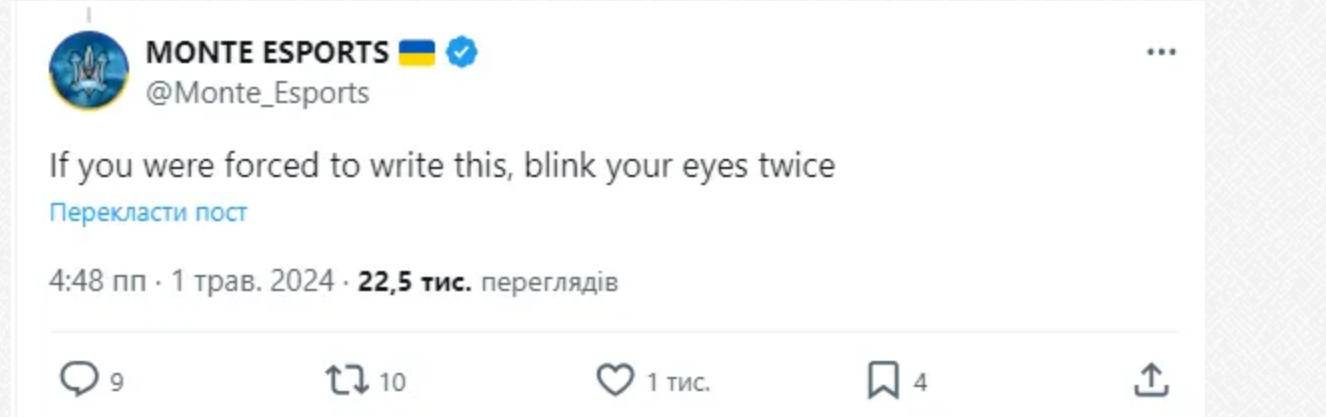 MONTE ESPORTS
@Monte_Esports
If you were forced to write this, blink your eyes twice
Перекласти пост
4:48 пп · 1 трав. 2024 · 22,5 тис. переглядів
9 10 1 тис. 4